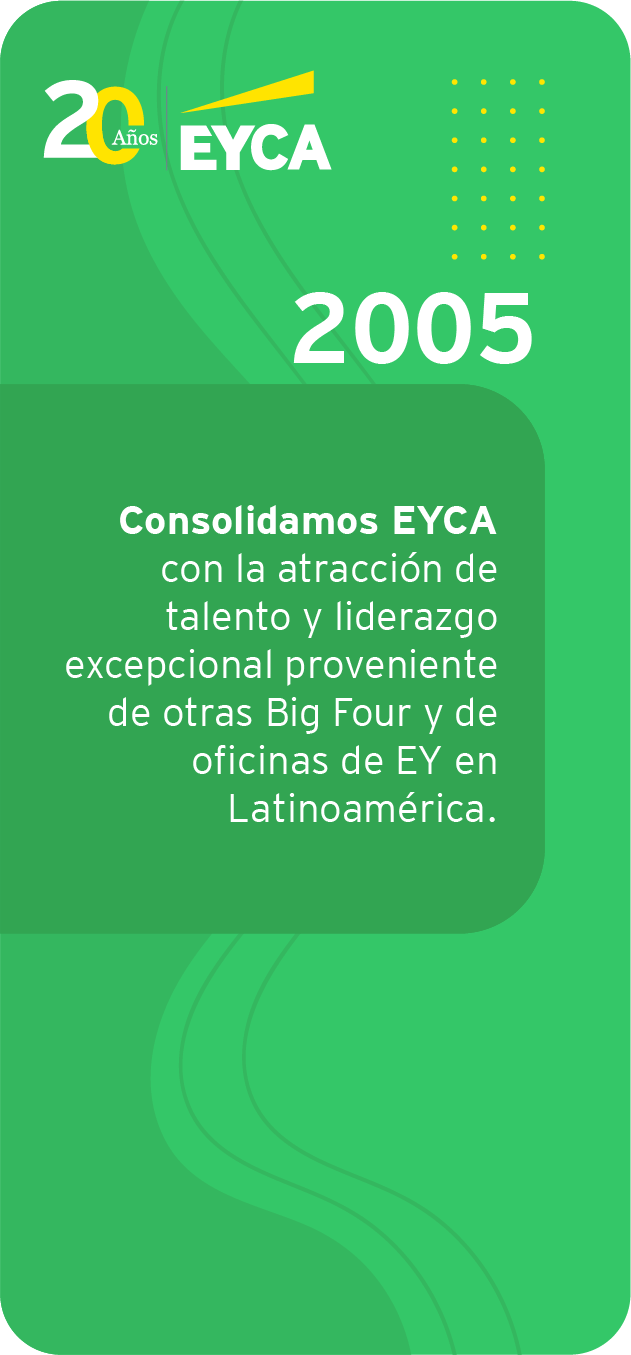 20 Años
EYCA
2005
Consolidamos EYCA
con la atracción de
talento y liderazgo
excepcional proveniente
de otras Big Four y de
oficinas de EY en
Latinoamérica.